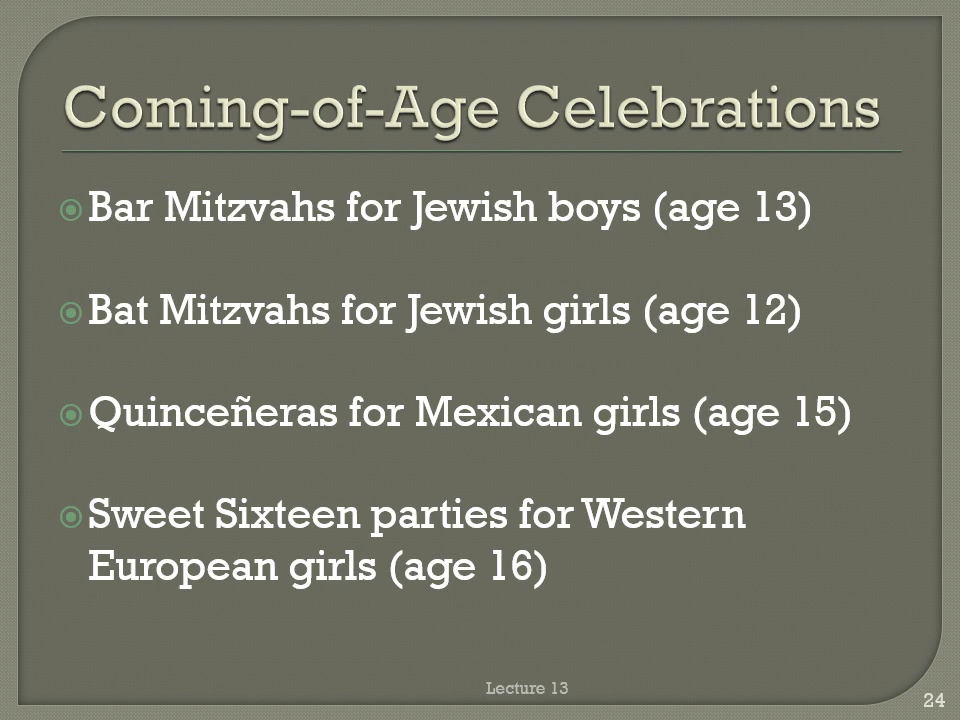 Coming-of-Age Celebrations
Bar Mitzvahs for Jewish boys (age 13)
Bat Mitzvahs for Jewish girls (age 12)
Quinceñeras for Mexican girls (age 15)
Sweet Sixteen parties for Western
European girls (age 16)
Lecture 13
24